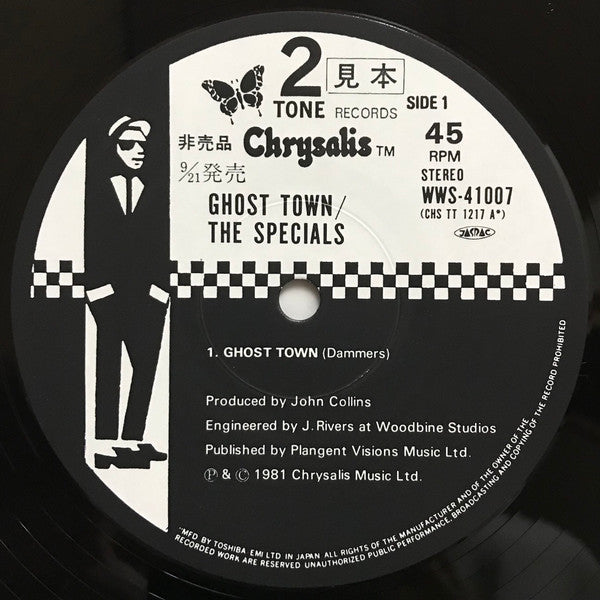 2 見本
TONE RECORDS SIDE 1
非売品 Chrysalis TM 45
RPM
9/21発売 STEREO
GHOST TOWN/ WWS-41007
THE SPECIALS (CHS TT 1217 A*)
JASRAC
1. GHOST TOWN (Dammers)
Produced by John Collins
Engineered by J. Rivers at Woodbine Studios
Published by Plangent Visions Music Ltd.
Ⓟ & © 1981 Chrysalis Music Ltd.
"MFD BY TOSHIBA EMI LTD IN JAPAN ALL RIGHTS OF THE MANUFACTURER AND OF THE OWNER OF THE
RECORDED WORK ARE RESERVED UNAUTHORIZED PUBLIC PERFORMANCE, BROADCASTING AND COPYING OF THE RECORD PROHIBITED